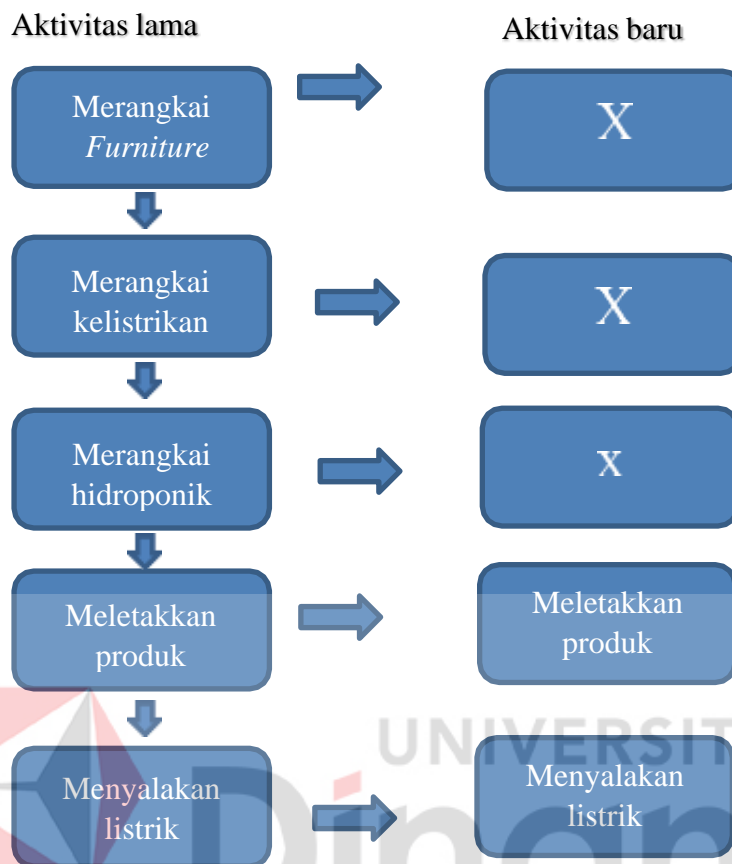 Aktivitas lama
Aktivitas baru
Merangkai
Furniture
X
Merangkai
kelistrikan
X
Merangkai
hidroponik
x
Meletakkan
produk
Meletakkan
produk
UNIVERSIT
Menyalakan
listrik
Menyalakan
listrik